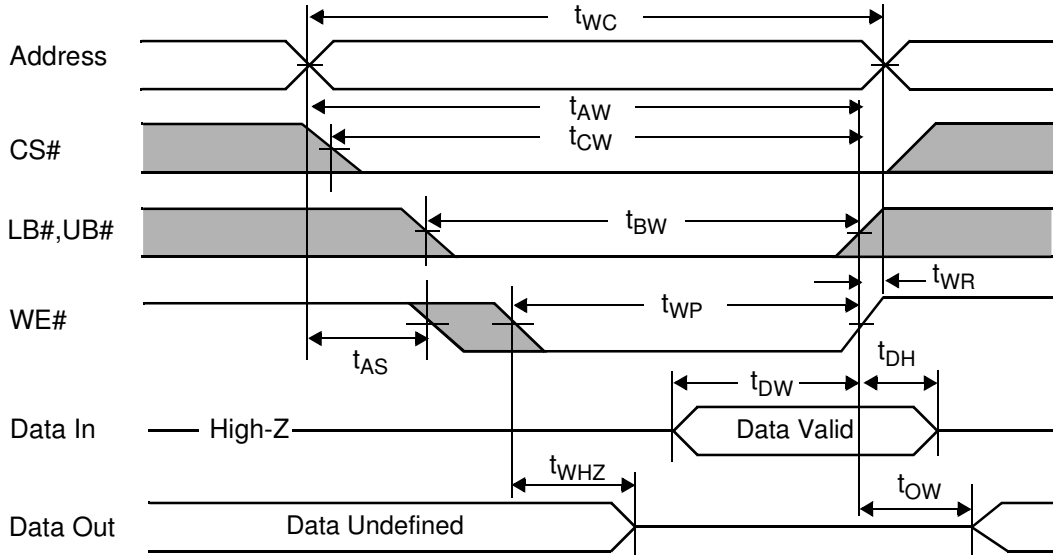 tWC
Address
tAW
tCW
CS#
tBW
LB#,UB#
tWR
tWP
WE#
tAS
tDH
tDW
Data In High-Z Data Valid
tWHZ
tOW
Data Out Data Undefined